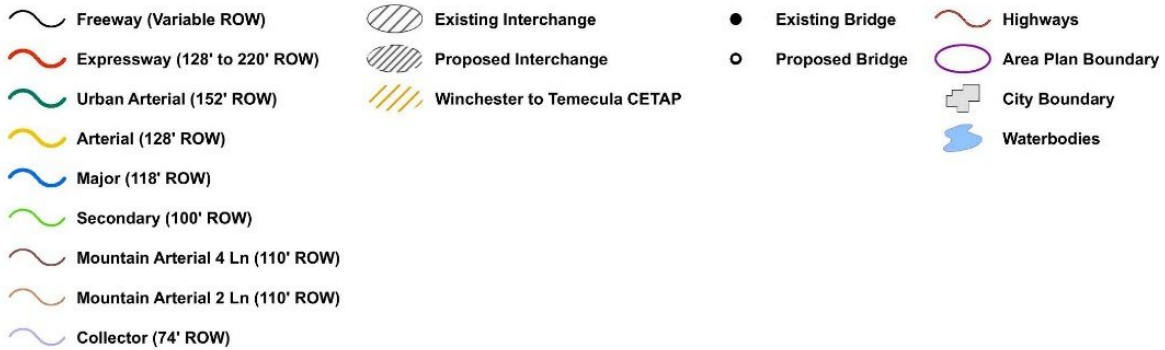 Freeway (Variable ROW)
Expressway (128' to 220' ROW)
Urban Arterial (152' ROW)
Arterial (128' ROW)
Major (118' ROW)
Secondary (100' ROW)
Mountain Arterial 4 Ln (110' ROW)
Mountain Arterial 2 Ln (110' ROW)
Collector (74' ROW)
Existing Interchange
Proposed Interchange
Winchester to Temecula CETAP
Existing Bridge
Proposed Bridge
Highways
Area Plan Boundary
City Boundary
Waterbodies